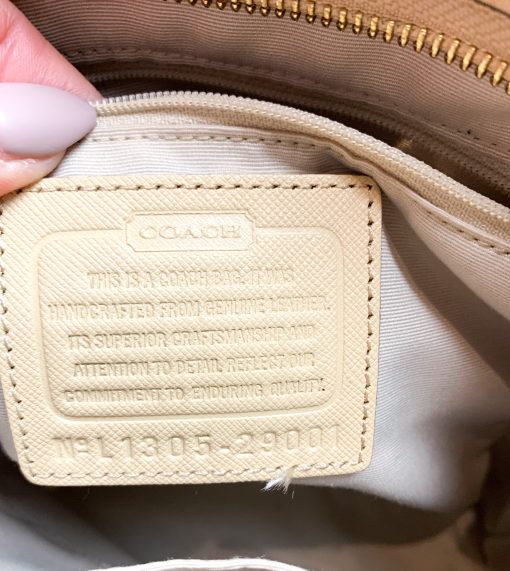 COACH
THIS IS A COACH BAG. IT WAS
HANDCRAFTED FROM GENUINE LEATHER.
ITS SUPERIOR CRAFTSMANSHIP AND
ATTENTION TO DETAIL REFLECT OUR
COMMITMENT TO ENDURING QUALITY.
Nº L1305-29001